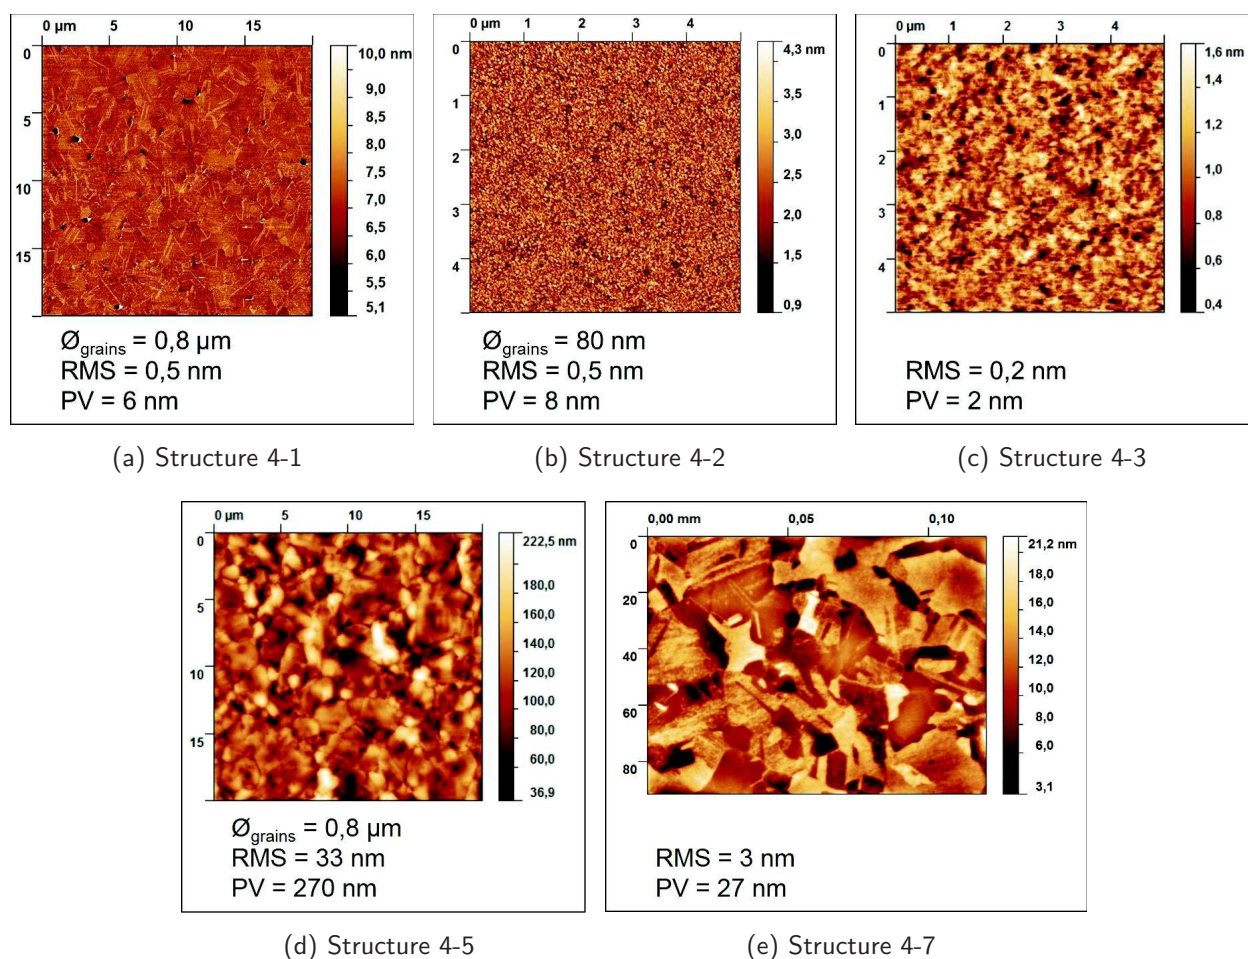 0 µm 5 10 15
0
5
10
15
10,0 nm
9,0
8,0
7,5
7,0
6,5
6,0
5,5
5,1
Øgrains = 0,8 µm
RMS = 0,5 nm
PV = 6 nm
(a) Structure 4-1
0 µm 1 2 3 4
0
1
2
3
4
4,3 nm
3,5
3,0
2,5
2,0
1,5
0,9
Øgrains = 80 nm
RMS = 0,5 nm
PV = 8 nm
(b) Structure 4-2
0 µm 1 2 3 4
0
1
2
3
4
1,6 nm
1,4
1,2
1,0
0,8
0,6
0,4
RMS = 0,2 nm
PV = 2 nm
(c) Structure 4-3
0 µm 5 10 15
0
5
10
15
222,5 nm
180,0
160,0
140,0
120,0
100,0
80,0
60,0
36,9
Øgrains = 0,8 µm
RMS = 33 nm
PV = 270 nm
(d) Structure 4-5
0,00 mm 0,05 0,10
0
20
40
60
80
21,2 nm
18,0
16,0
14,0
12,0
10,0
8,0
6,0
3,1
RMS = 3 nm
PV = 27 nm
(e) Structure 4-7